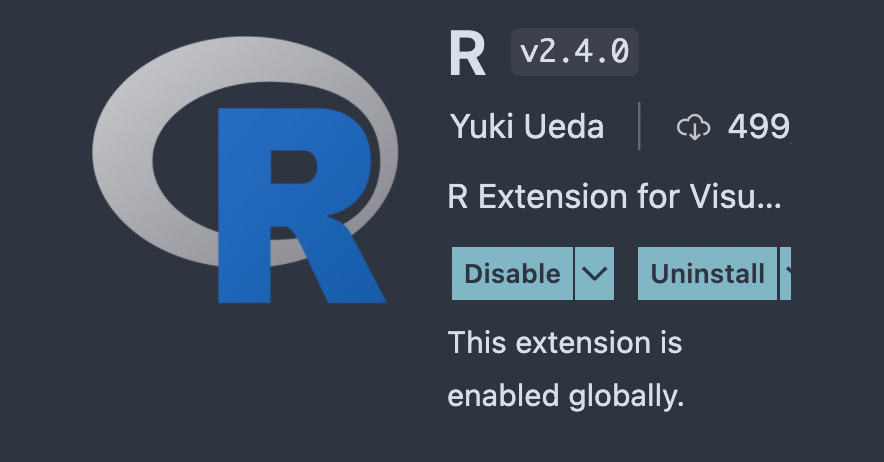 R
R v2.4.0
Yuki Ueda 499
R Extension for Visu...
Disable Uninstall
This extension is
enabled globally.